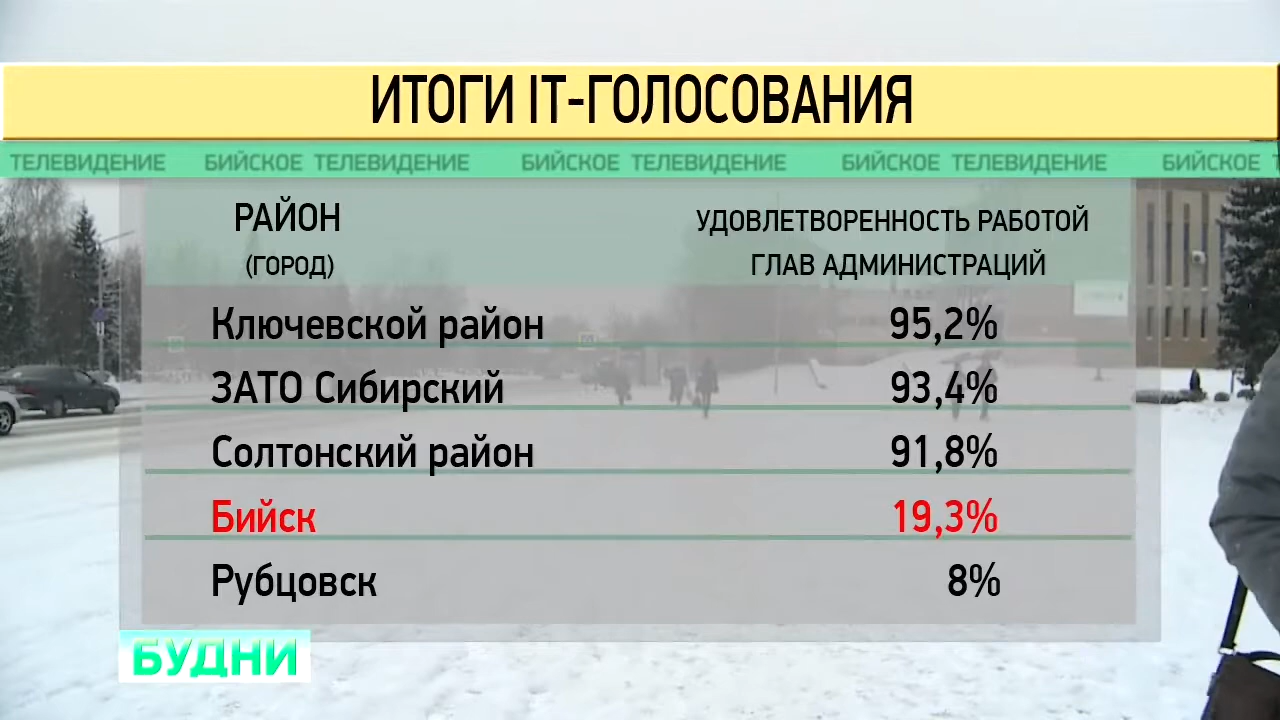 ИТОГИ IT-ГОЛОСОВАНИЯ
ТЕЛЕВИДЕНИЕ БИЙСКОЕ ТЕЛЕВИДЕНИЕ БИЙСКОЕ ТЕЛЕВИДЕНИЕ БИЙСКОЕ ТЕЛЕВИДЕНИЕ БИЙСКОЕ
РАЙОН
(ГОРОД)
УДОВЛЕТВОРЕННОСТЬ РАБОТОЙ
ГЛАВ АДМИНИСТРАЦИЙ
Ключевской район 95,2%
ЗАТО Сибирский 93,4%
Солтонский район 91,8%
Бийск 19,3%
Рубцовск 8%
БУДНИ